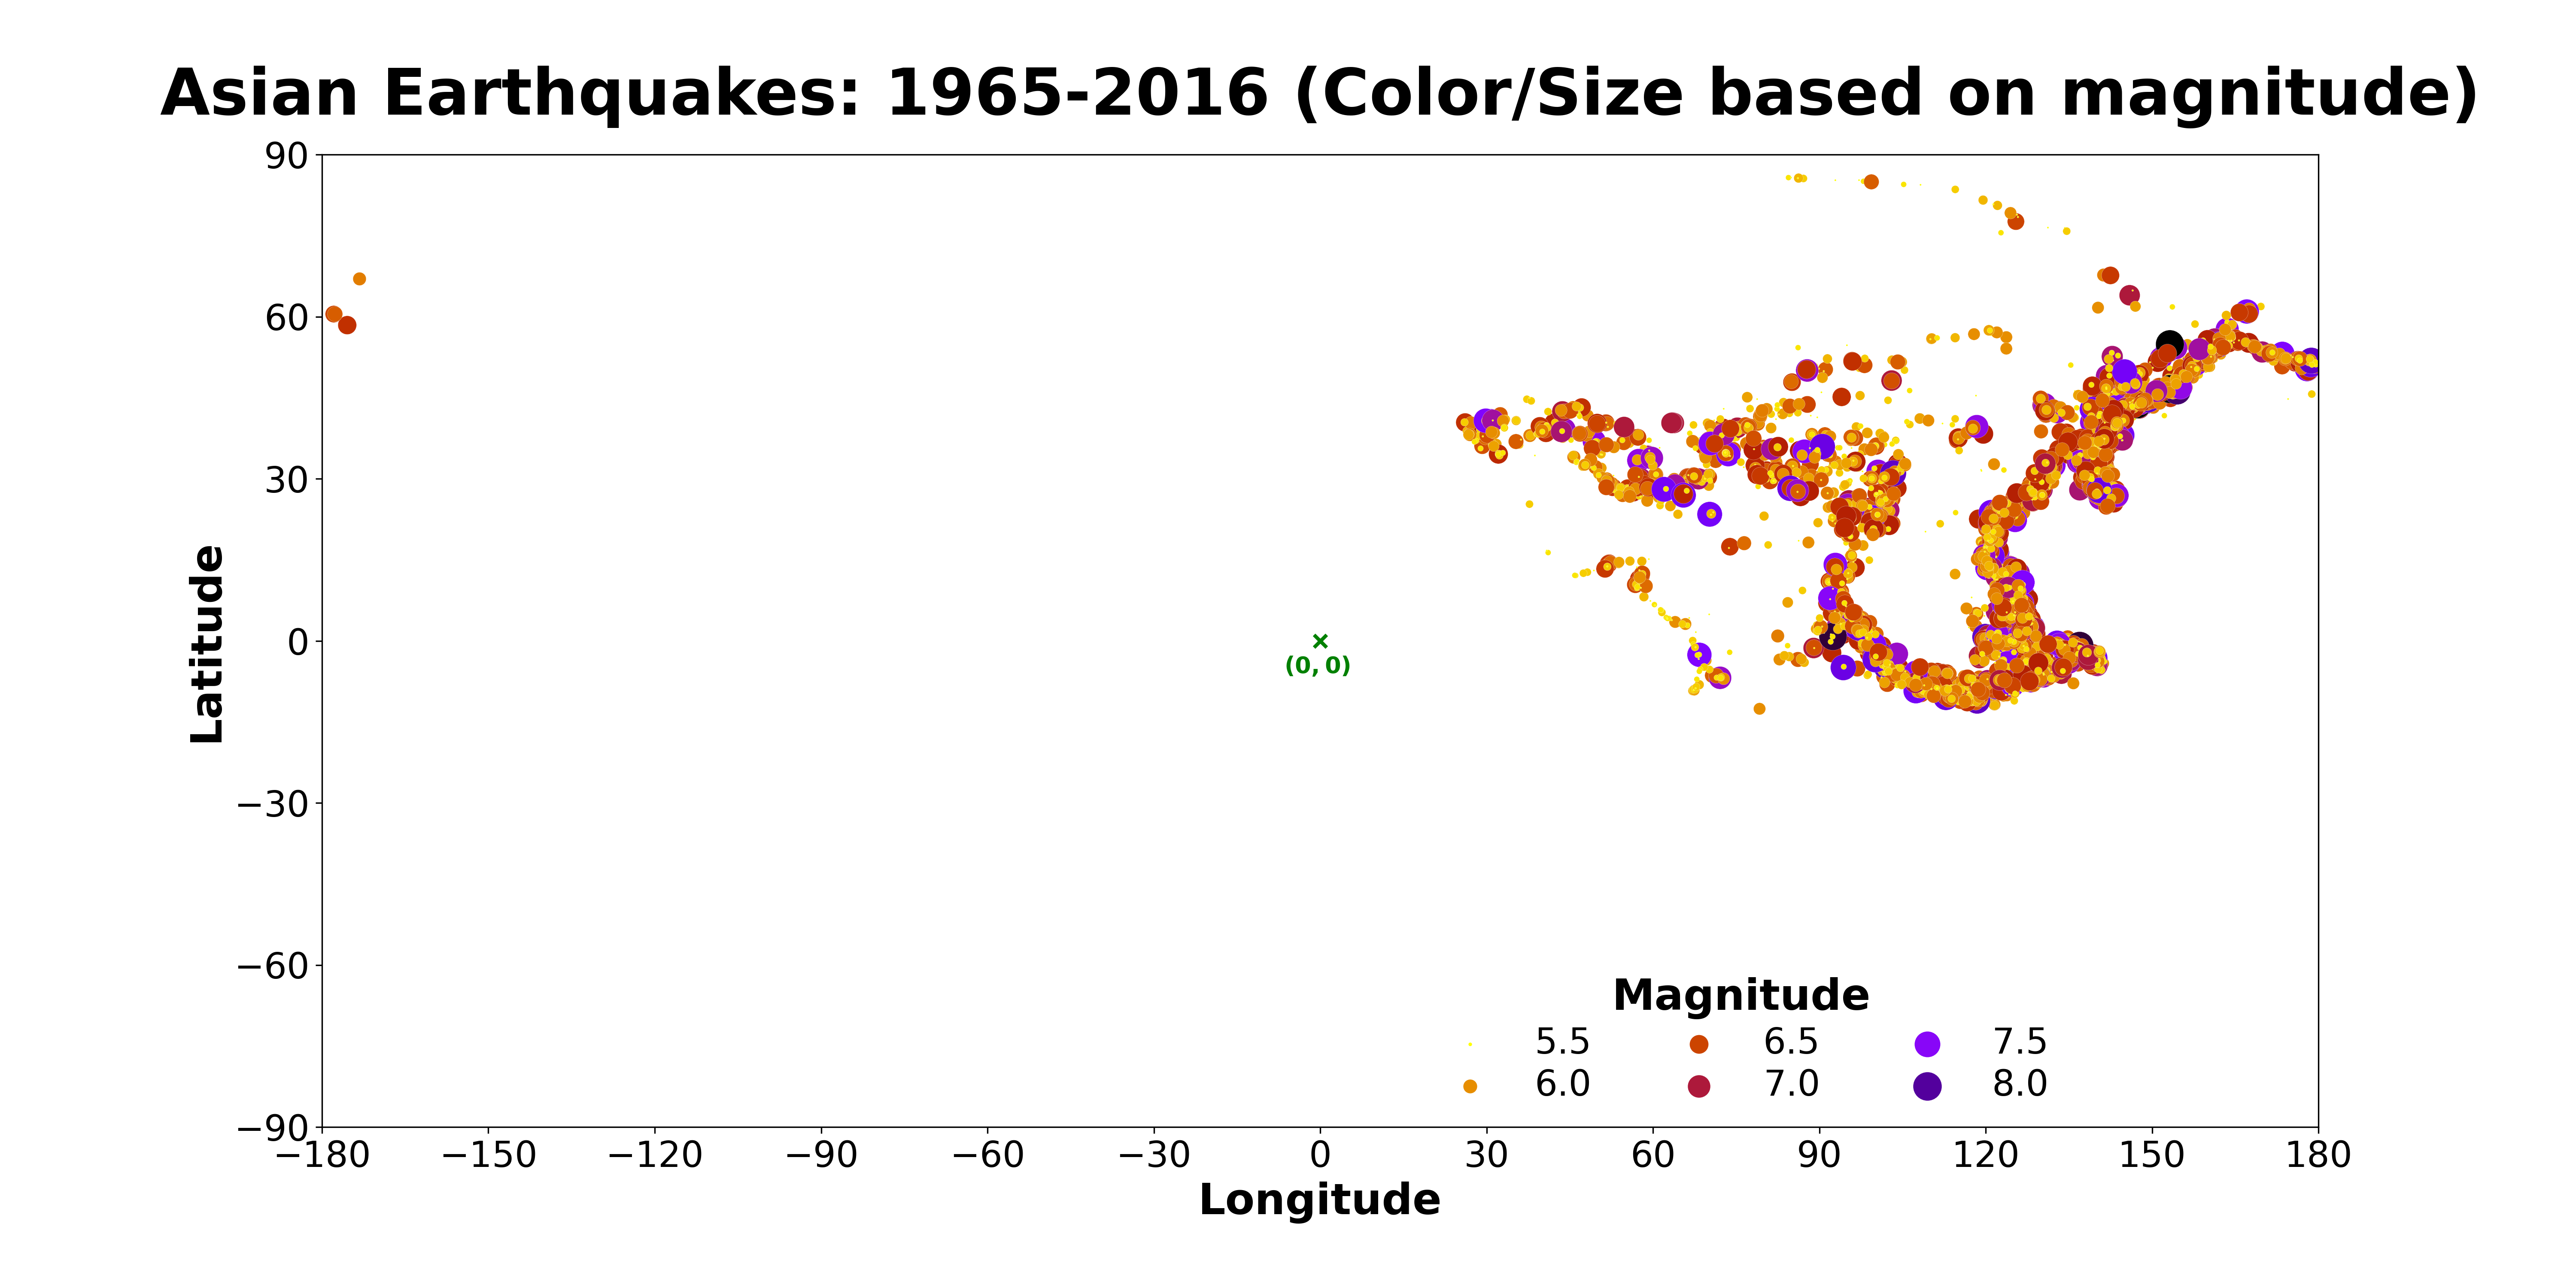 Asian Earthquakes: 1965-2016 (Color/Size based on magnitude)
90
60
30
0
−30
−60
−90
Latitude
(0, 0)
Magnitude
5.5 6.5 7.5
6.0 7.0 8.0
−180 −150 −120 −90 −60 −30 0 30 60 90 120 150 180
Longitude